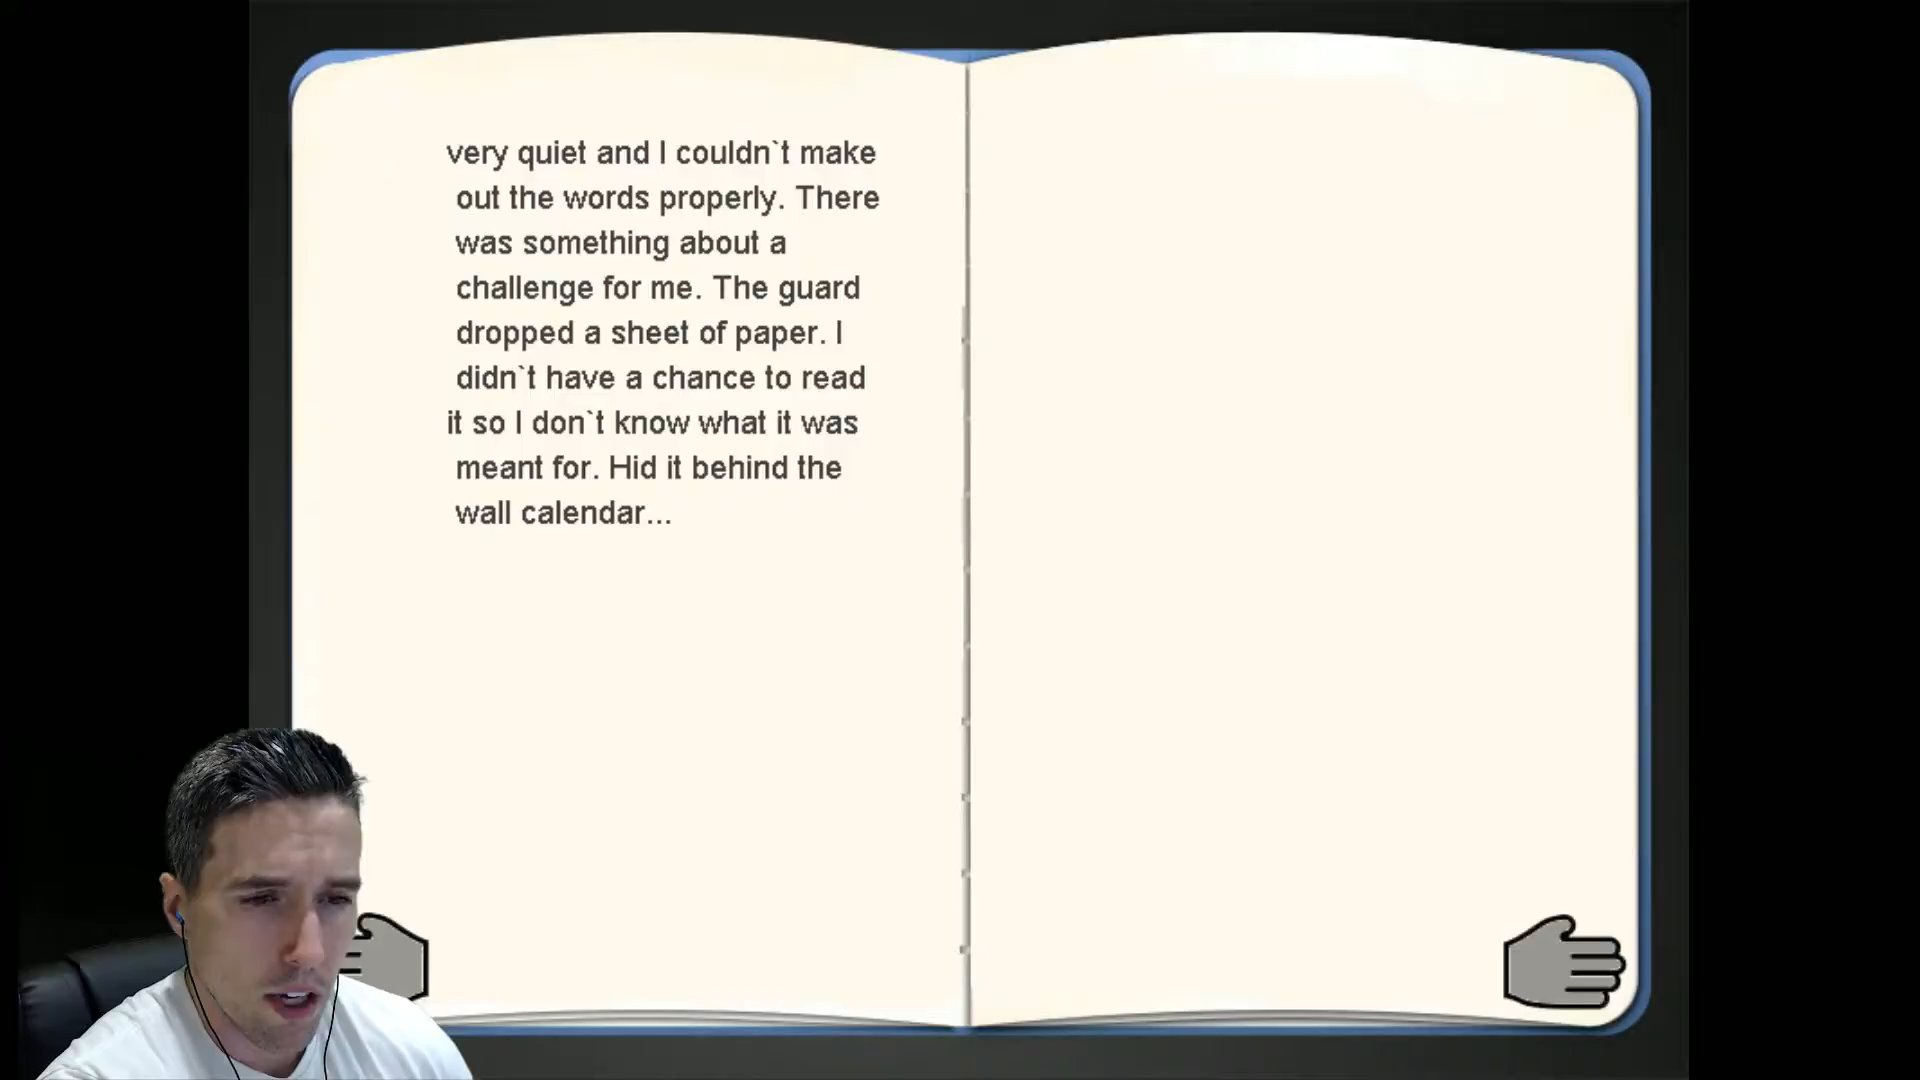 very quiet and I couldn`t make
out the words properly. There
was something about a
challenge for me. The guard
dropped a sheet of paper. I
didn`t have a chance to read
it so I don`t know what it was
meant for. Hid it behind the
wall calendar...